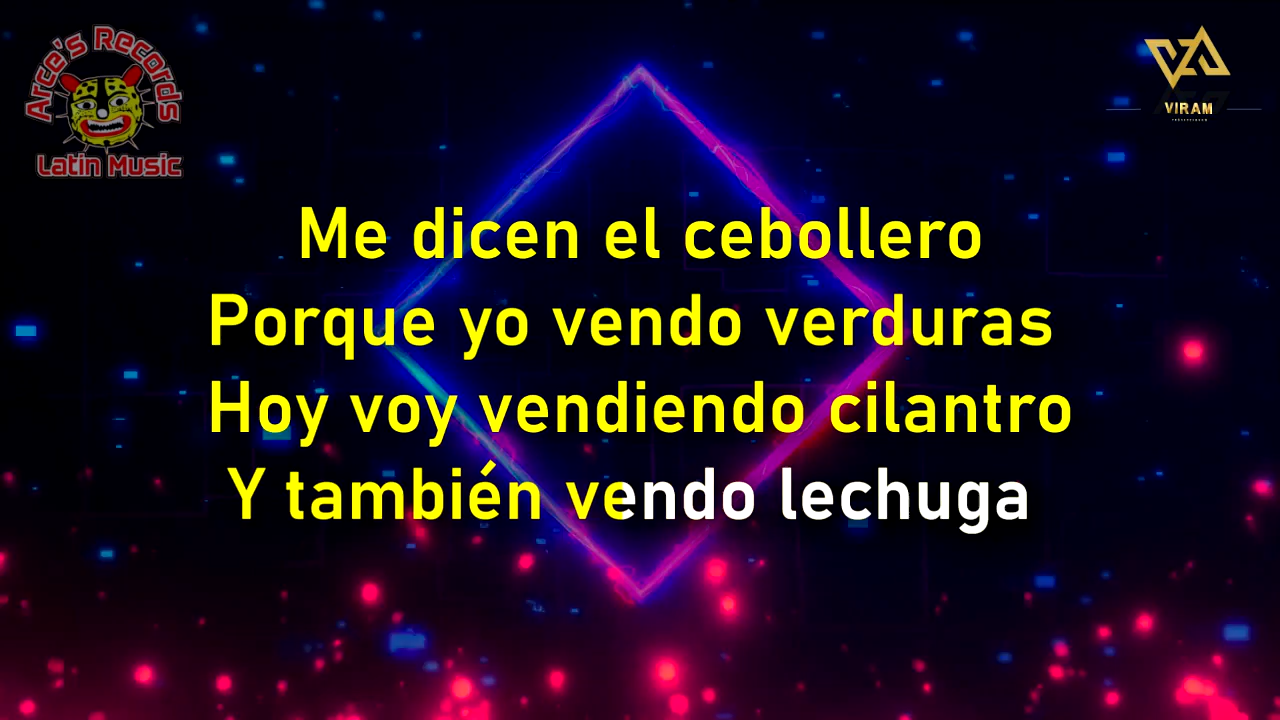 Arce's Records
Latin Music
VIRAM
Me dicen el cebollero
Porque yo vendo verduras
Hoy voy vendiendo cilantro
Y también vendo lechuga